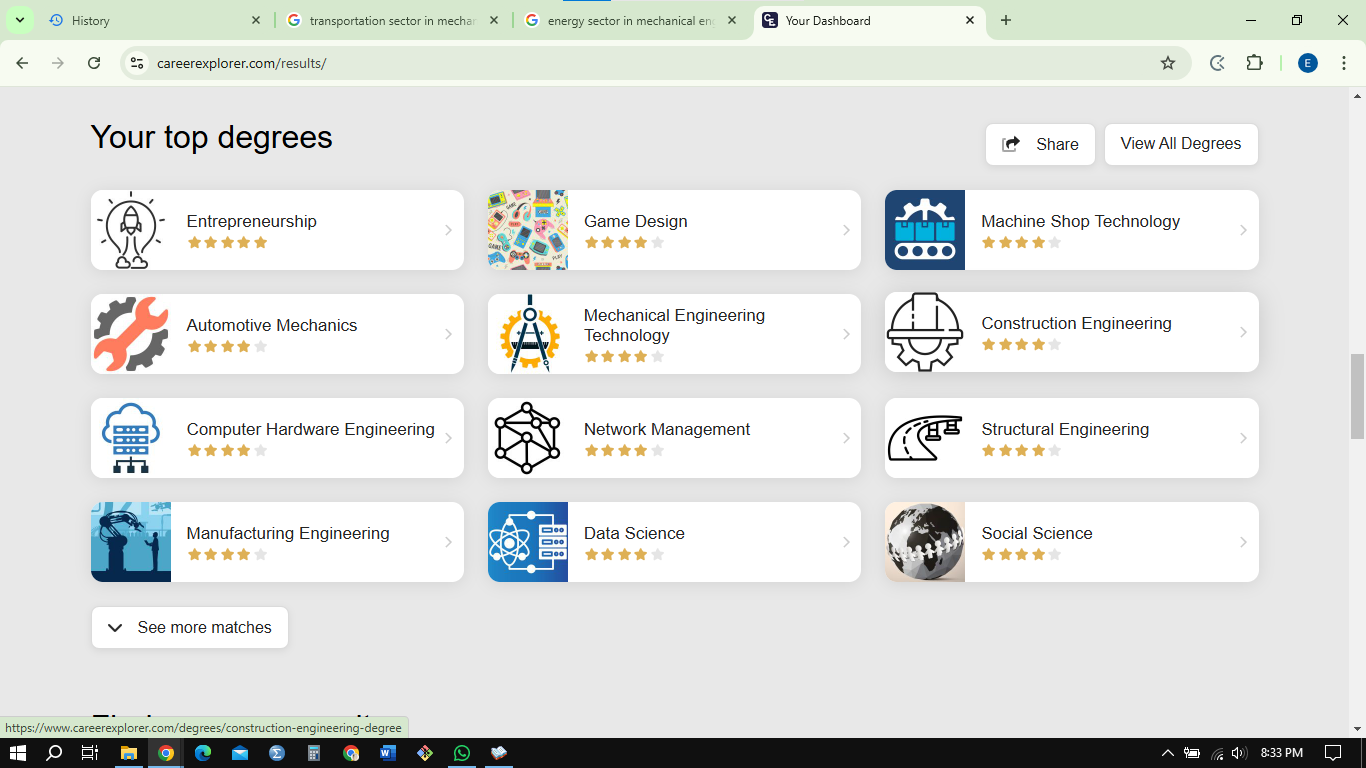 History
transportation sector in mechar
energy sector in mechanical eng
Your Dashboard
careerexplorer.com/results/
E
Your top degrees
Share
View All Degrees
Entrepreneurship
Game Design
Machine Shop Technology
Automotive Mechanics
Mechanical Engineering
Technology
Construction Engineering
Computer Hardware Engineering
Network Management
Structural Engineering
Manufacturing Engineering
Data Science
Social Science
See more matches
https://www.careerexplorer.com/degrees/construction-engineering-degree
8:33 PM